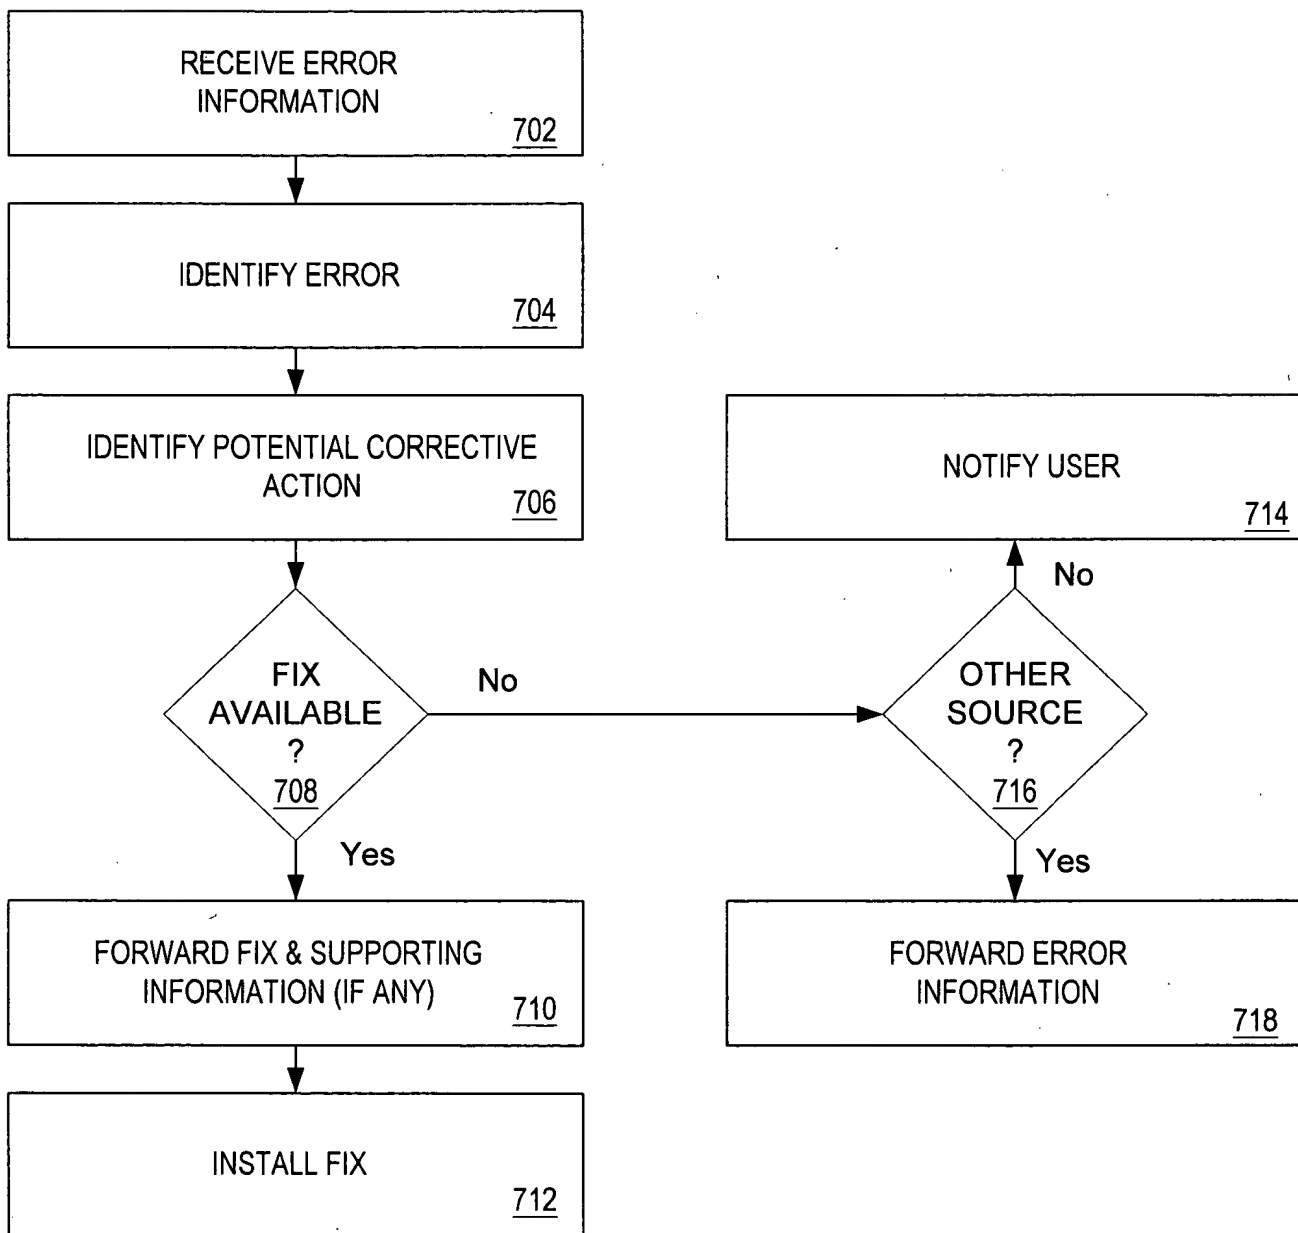 RECEIVE ERROR
INFORMATION
702
IDENTIFY ERROR
704
IDENTIFY POTENTIAL CORRECTIVE
ACTION
706
NOTIFY USER
714
No
FIX
AVAILABLE
?
708
No
OTHER
SOURCE
?
716
Yes
Yes
FORWARD FIX & SUPPORTING
INFORMATION (IF ANY)
710
FORWARD ERROR
INFORMATION
718
INSTALL FIX
712